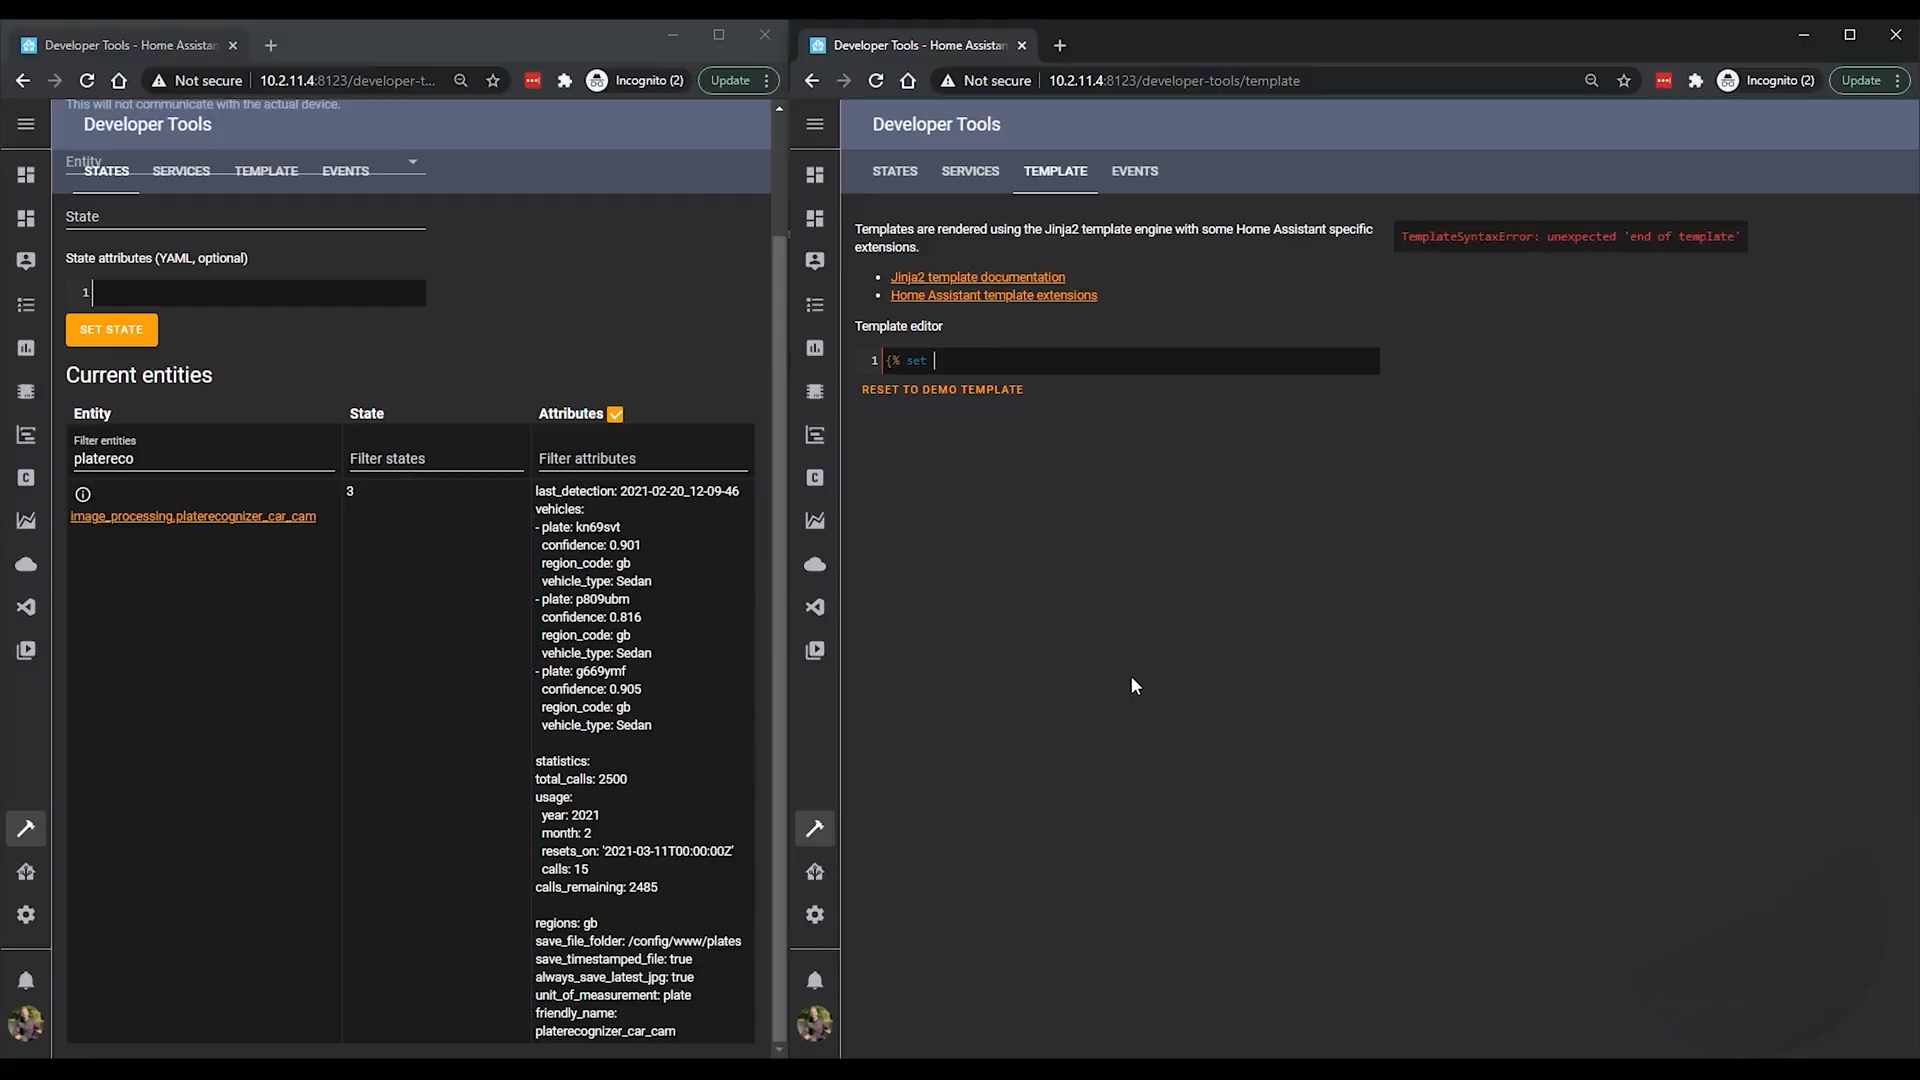 Developer Tools - Home Assistan
Not secure
10.2.11.4:8123/developer-t...
Incognito (2)
Update
This will not communicate with the actual device.
Developer Tools
Entity
STATES
SERVICES
TEMPLATE
EVENTS
State
State attributes (YAML, optional)
1
SET STATE
Current entities
Entity
State
Attributes
Filter entities
platereco
Filter states
Filter attributes
image_processing.platerecognizer_car_cam
3
last_detection: 2021-02-20_12-09-46
vehicles:
- plate: kn69svt
confidence: 0.901
region_code: gb
vehicle_type: Sedan
- plate: p809ubm
confidence: 0.816
region_code: gb
vehicle_type: Sedan
- plate: g669ymf
confidence: 0.905
region_code: gb
vehicle_type: Sedan
statistics:
total_calls: 2500
usage:
year: 2021
month: 2
resets_on: '2021-03-11T00:00:00Z'
calls: 15
calls_remaining: 2485
regions: gb
save_file_folder: /config/www/plates
save_timestamped_file: true
always_save_latest_jpg: true
unit_of_measurement: plate
friendly_name:
platerecognizer_car_cam
Developer Tools - Home Assistan
Not secure
10.2.11.4:8123/developer-tools/template
Incognito (2)
Update
Developer Tools
STATES
SERVICES
TEMPLATE
EVENTS
Templates are rendered using the Jinja2 template engine with some Home Assistant specific
extensions.
Jinja2 template documentation
Home Assistant template extensions
Template editor
1 {% set
RESET TO DEMO TEMPLATE
TemplateSyntaxError: unexpected 'end of template'